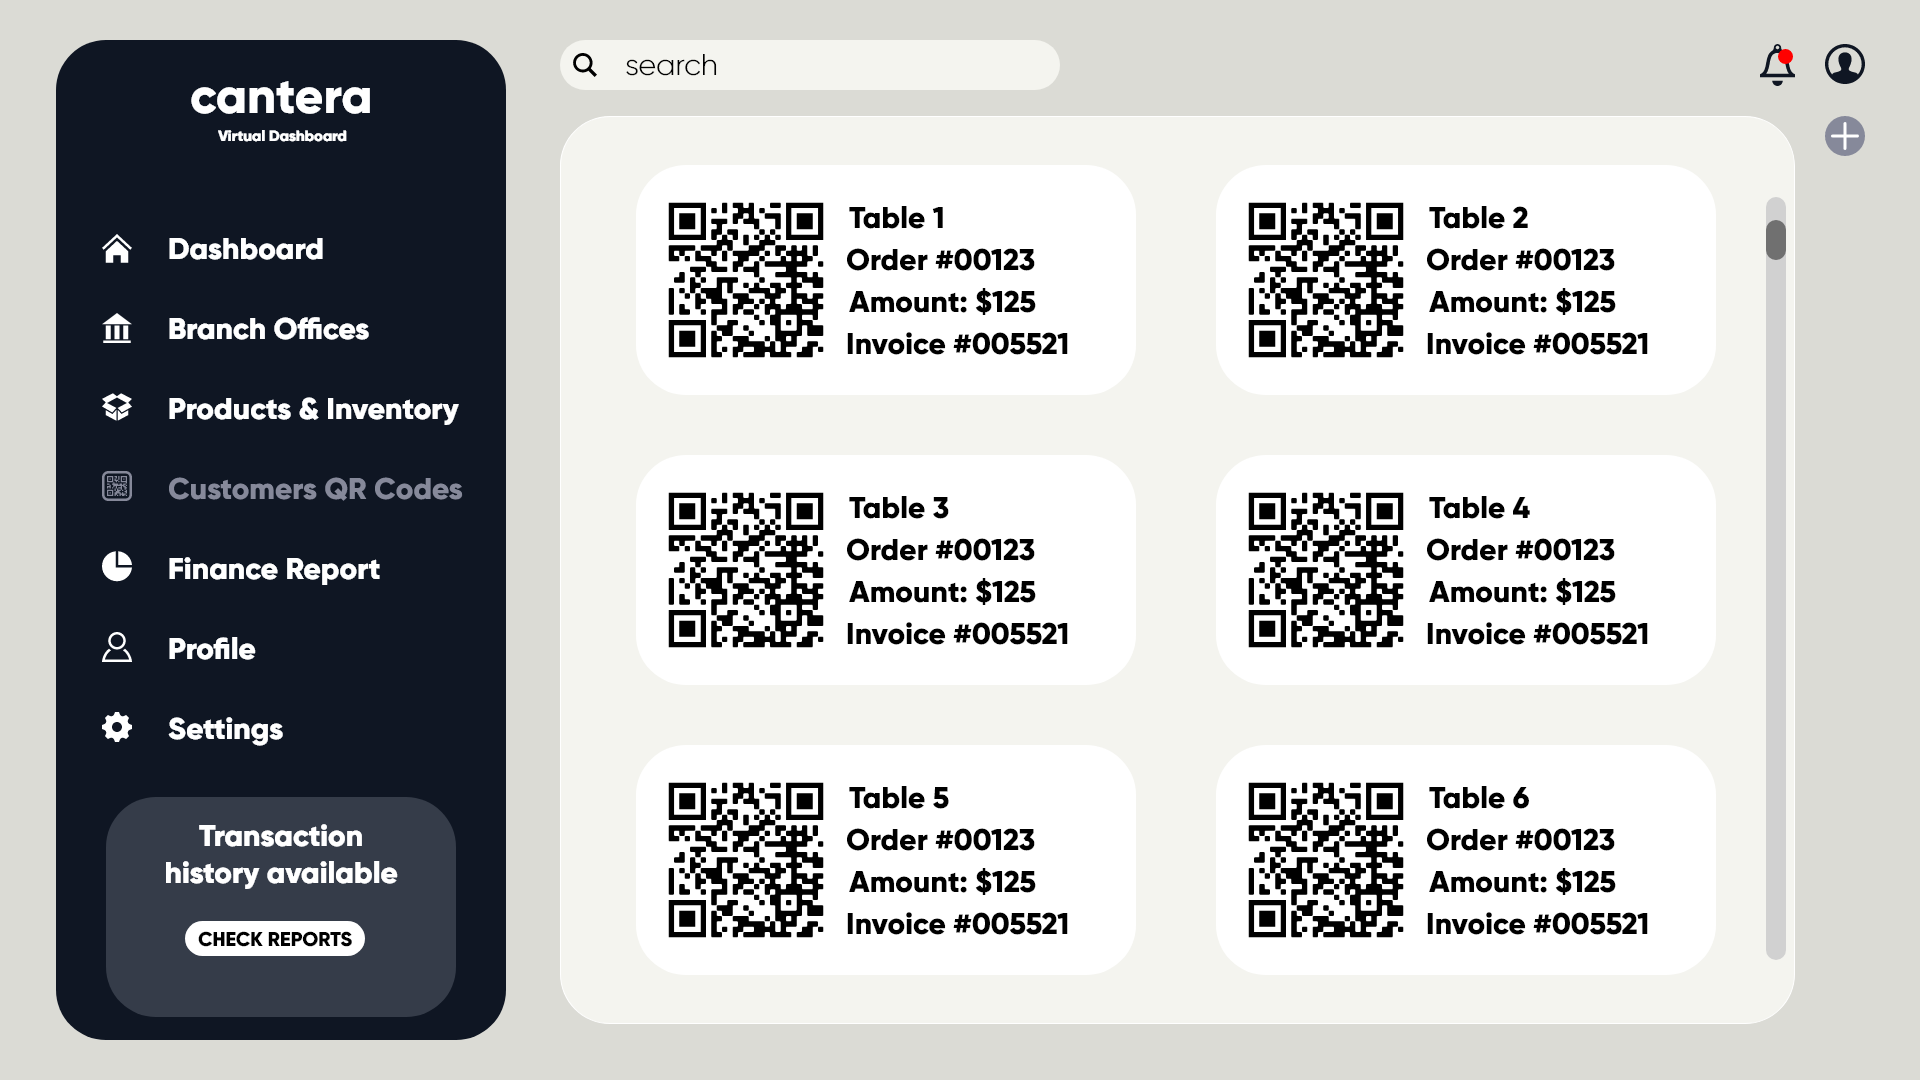 cantera
Virtual Dashboard
Dashboard
Branch Offices
Products & Inventory
Customers QR Codes
Finance Report
Profile
Settings
Transaction
history available
CHECK REPORTS
search
Table 1
Order #00123
Amount: $125
Invoice #005521
Table 2
Order #00123
Amount: $125
Invoice #005521
Table 3
Order #00123
Amount: $125
Invoice #005521
Table 4
Order #00123
Amount: $125
Invoice #005521
Table 5
Order #00123
Amount: $125
Invoice #005521
Table 6
Order #00123
Amount: $125
Invoice #005521